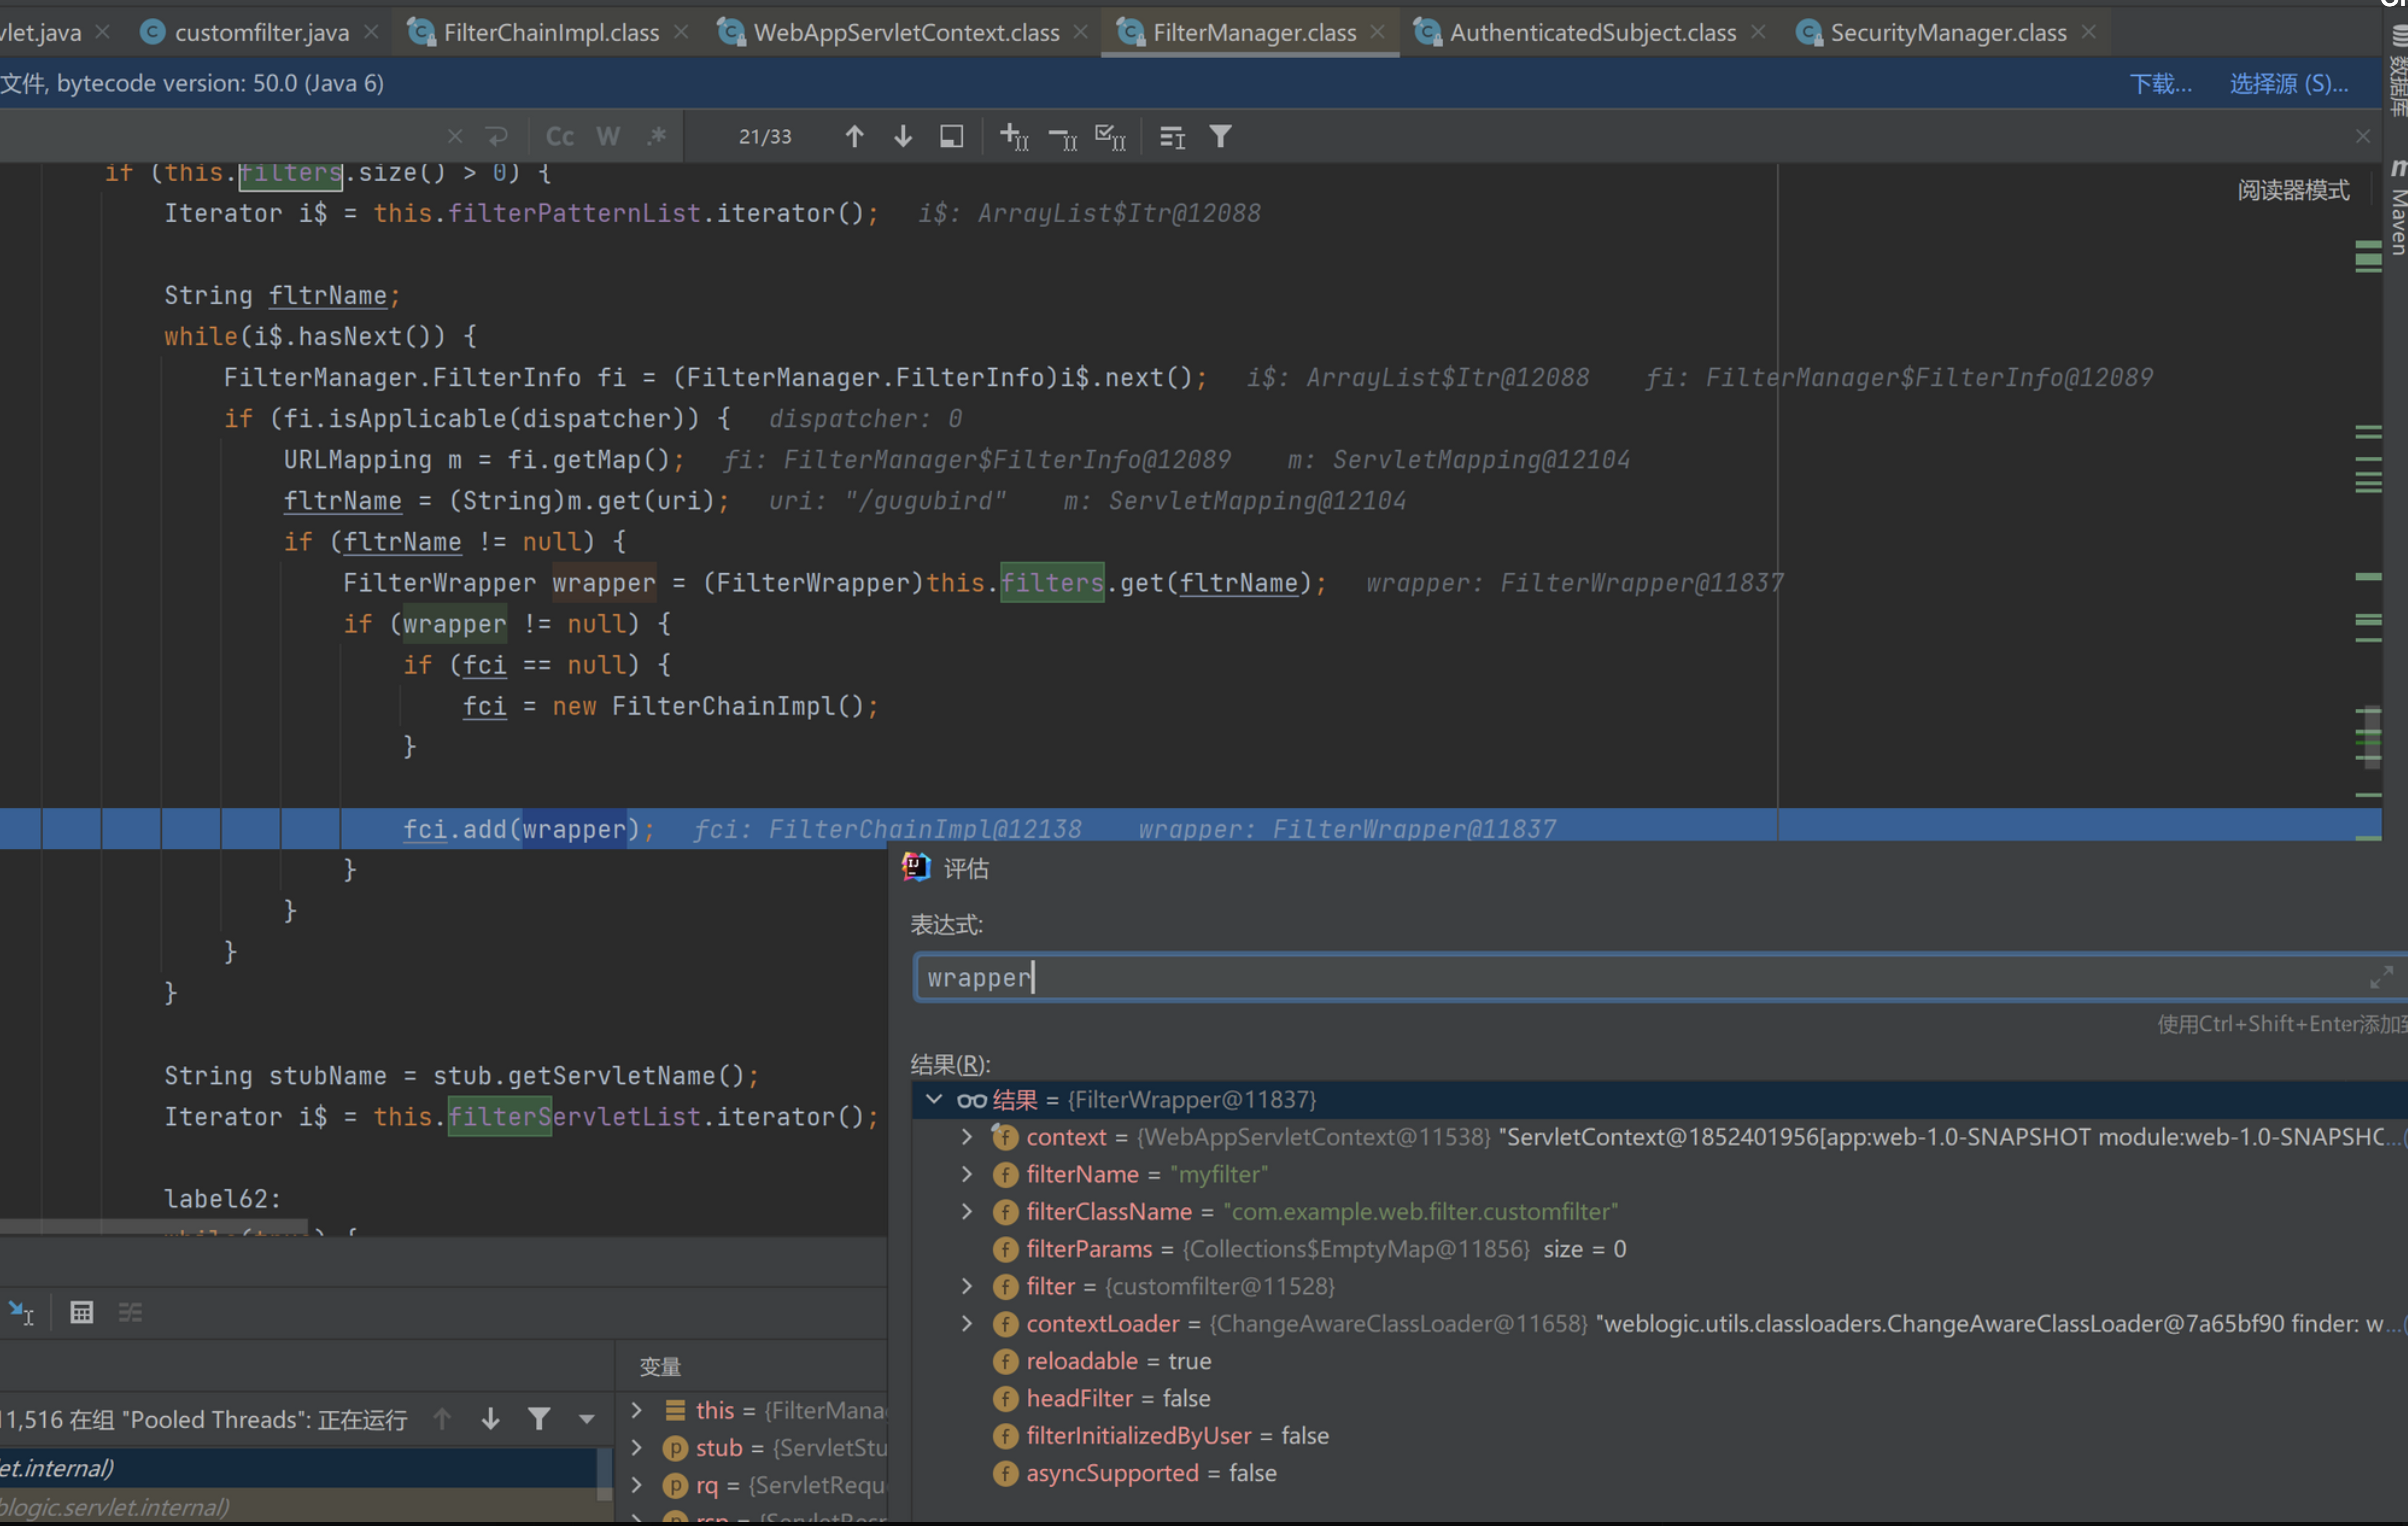 vlet.java customfilter.java FilterChainImpl.class WebAppServletContext.class FilterManager.class AuthenticatedSubject.class SecurityManager.class
文件, bytecode version: 50.0 (Java 6) 下载... 选择源 (S)...
数据库
Maven
Cc W .* 21/33
阅读器模式
if (this.filters.size() > 0) {
Iterator i$ = this.filterPatternList.iterator(); i$: ArrayList$Itr@12088
String fltrName;
while(i$.hasNext()) {
FilterManager.FilterInfo fi = (FilterManager.FilterInfo)i$.next(); i$: ArrayList$Itr@12088 fi: FilterManager$FilterInfo@12089
if (fi.isApplicable(dispatcher)) { dispatcher: 0
URLMapping m = fi.getMap(); fi: FilterManager$FilterInfo@12089 m: ServletMapping@12104
fltrName = (String)m.get(uri); uri: "/gugubird" m: ServletMapping@12104
if (fltrName != null) {
FilterWrapper wrapper = (FilterWrapper)this.filters.get(fltrName); wrapper: FilterWrapper@11837
if (wrapper != null) {
if (fci == null) {
fci = new FilterChainImpl();
}
fci.add(wrapper); fci: FilterChainImpl@12138 wrapper: FilterWrapper@11837
}
}
}
}
String stubName = stub.getServletName();
Iterator i$ = this.filterServletList.iterator();
label62:
while(true) {
评估
表达式:
wrapper
使用Ctrl+Shift+Enter添加到
结果(R):
结果 = {FilterWrapper@11837}
context = {WebAppServletContext@11538} "ServletContext@1852401956[app:web-1.0-SNAPSHOT module:web-1.0-SNAPSHC...
filterName = "myfilter"
filterClassName = "com.example.web.filter.customfilter"
filterParams = {Collections$EmptyMap@11856} size = 0
filter = {customfilter@11528}
contextLoader = {ChangeAwareClassLoader@11658} "weblogic.utils.classloaders.ChangeAwareClassLoader@7a65bf90 finder: w...
reloadable = true
headFilter = false
filterInitializedByUser = false
asyncSupported = false
变量
11,516 在组 "Pooled Threads": 正在运行
let.internal)
blogic.servlet.internal)
this = {FilterMana
stub = {ServletStu
rq = {ServletRequ
rsp = {ServletResp